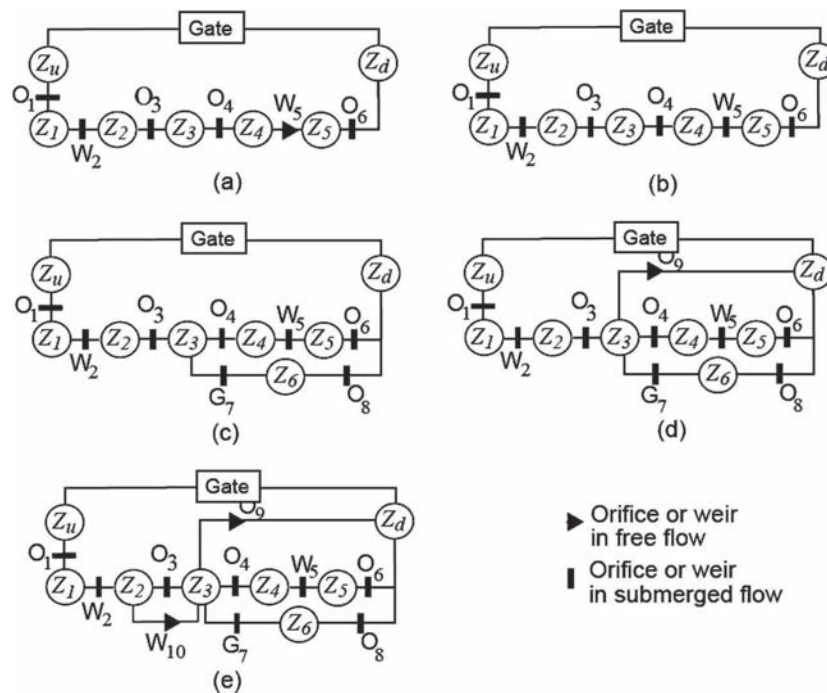 Gate Gate
Zu Zd Zu Zd
O1 O3 O4 W5 O6 O1 O3 O4 W5 O6
Z1 Z2 Z3 Z4 Z5 Z1 Z2 Z3 Z4 Z5
W2 W2
(a) (b)
Gate Gate
O9
Zu Zd Zu Zd
O1 O3 O4 W5 O6 O1 O3 O4 W5 O6
Z1 Z2 Z3 Z4 Z5 Z1 Z2 Z3 Z4 Z5
W2 W2
Z6 Z6
G7 O8 G7 O8
(c) (d)
Gate
O9
Zu Zd
O1 O3 O4 W5 O6
Z1 Z2 Z3 Z4 Z5
W2
Z6
W10 G7 O8
(e)
Orifice or weir
in free flow
Orifice or weir
in submerged flow